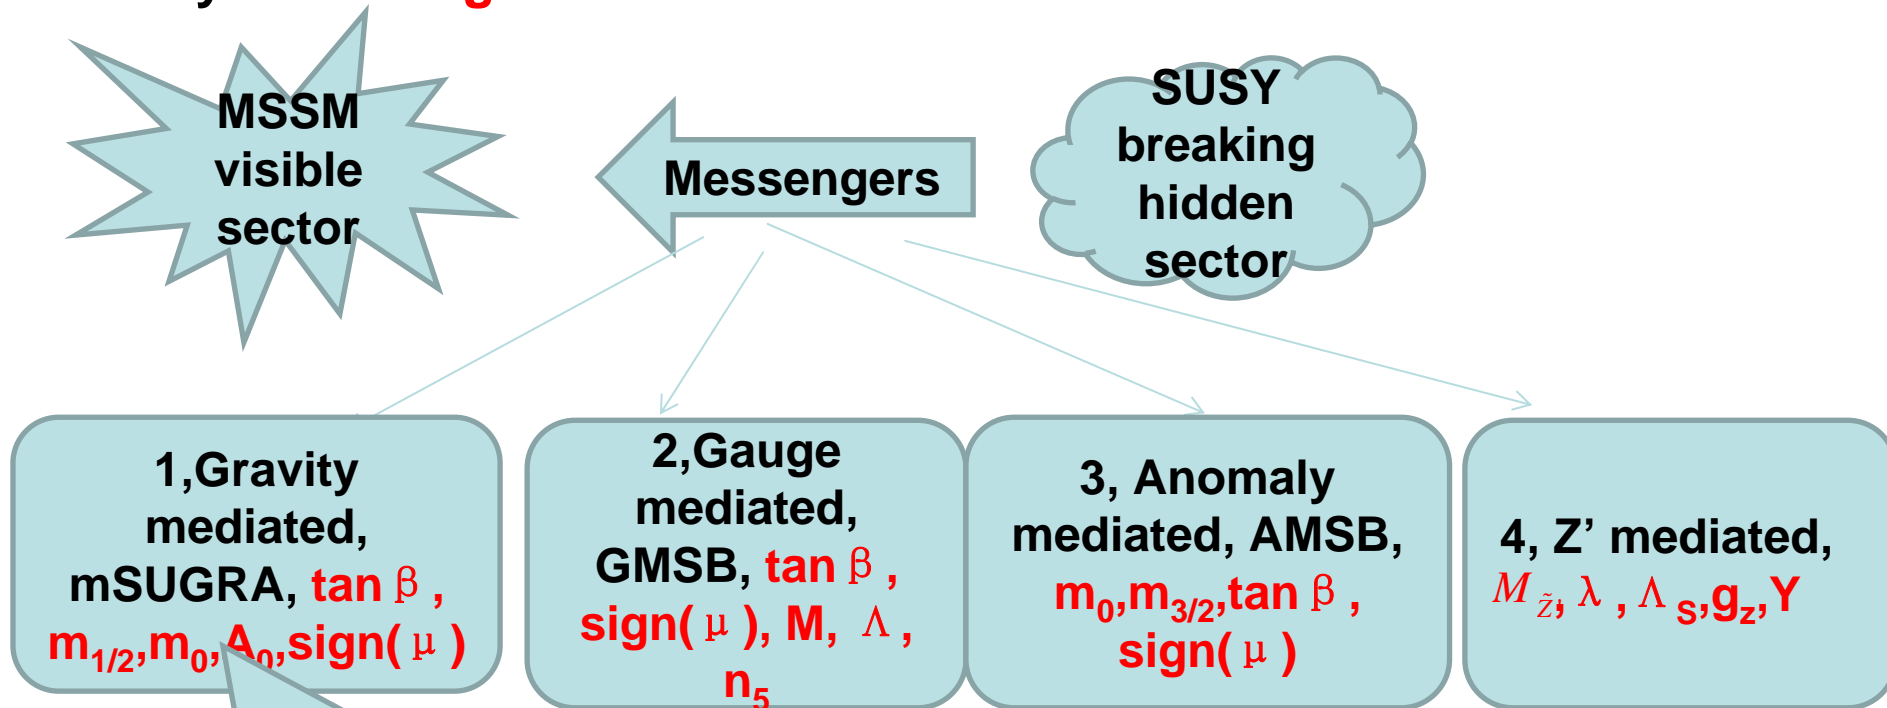 MSSM
visible
sector
Messengers
SUSY
breaking
hidden
sector
1,Gravity
mediated,
mSUGRA, tan β ,
m1/2,m0,A0,sign( μ )
2,Gauge
mediated,
GMSB, tan β ,
sign( μ ), M, Λ ,
n5
3, Anomaly
mediated, AMSB,
m0,m3/2,tan β ,
sign( μ )
4, Z’ mediated,
M Z̃, λ , Λ S,gz,Y